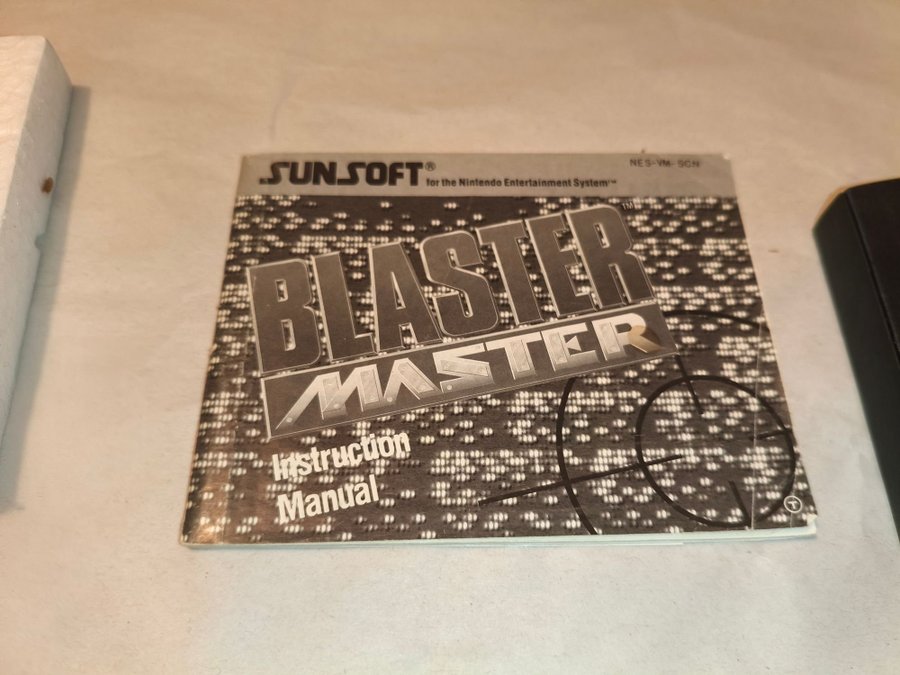 SUNSOFT® for the Nintendo Entertainment System™
NES-VM-SCN
BLASTER™
MASTER
Instruction
Manual
T